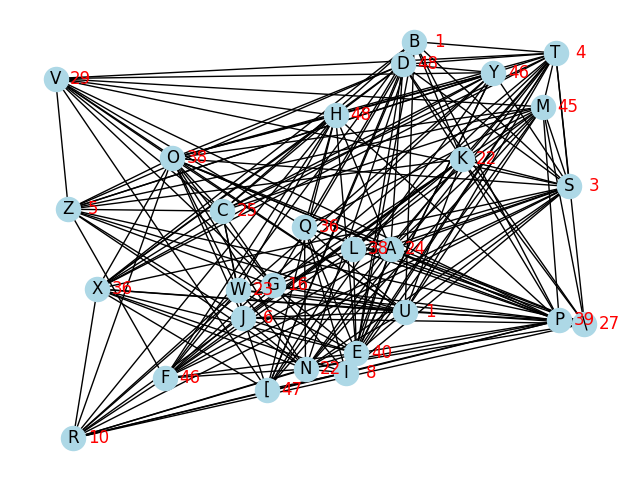 B 1
T 4
D 48
Y 46
V 29
M 45
H 48
O 38
K 22
S 3
Z 5
C 25
Q 36
L 38
A 24
G 16
X 36
W 23
U 1
J 6
P 39
\ 27
E 40
N 22
I 8
F 46
[ 47
R 10